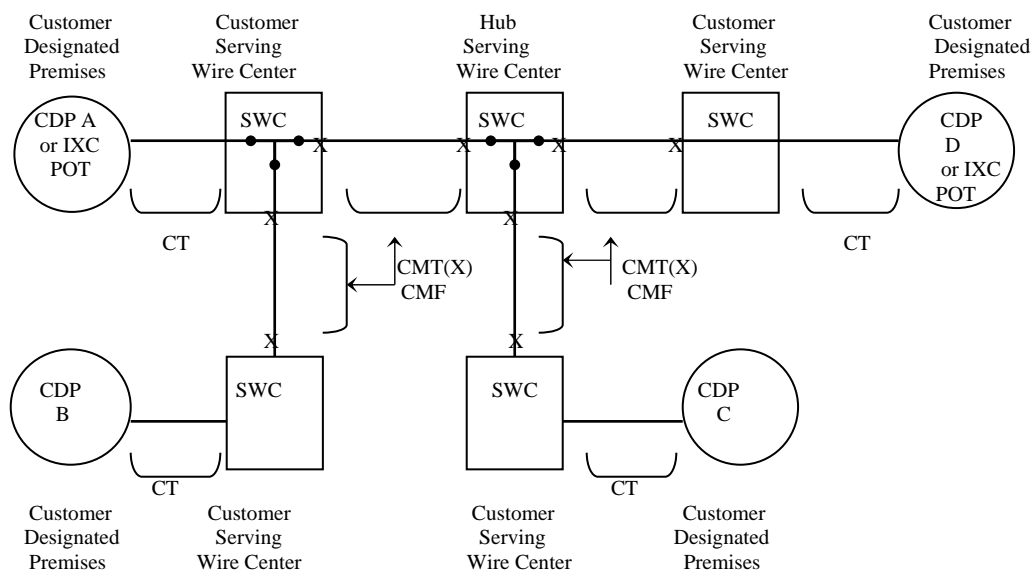 Customer Designated Premises
Customer Serving Wire Center
Hub Serving Wire Center
Customer Serving Wire Center
Customer Designated Premises
CDP A or IXC POT
SWC
X
X
SWC
X
X
SWC
CDP D or IXC POT
X
X
CT
CT
CMT(X)
CMF
CMT(X)
CMF
X
X
CDP B
SWC
SWC
CDP C
CT
CT
Customer Designated Premises
Customer Serving Wire Center
Customer Serving Wire Center
Customer Designated Premises